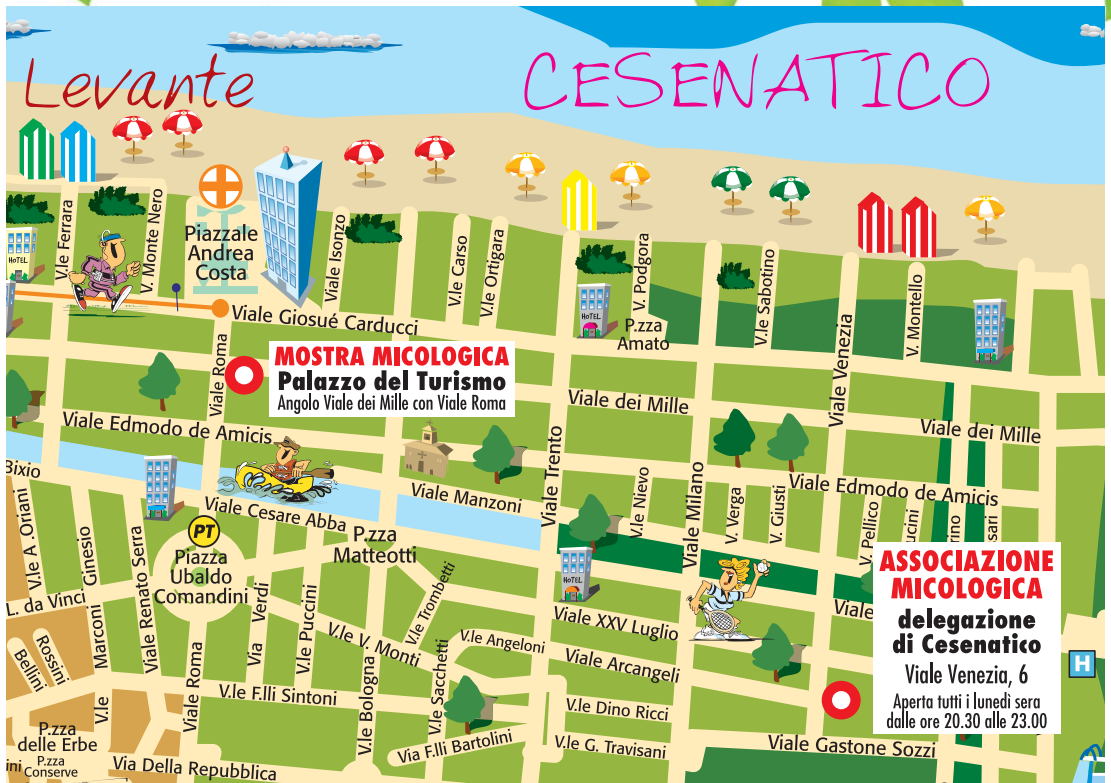 Levante
CESENATICO
V.le Ferrara
V. Monte Nero
Piazzale
Andrea
Costa
Viale Isonzo
V.le Carso
V.le Ortigara
V. Podgora
V.le Sabotino
V. Montello
HOTEL
HOTEL
P.zza
Amato
Viale Giosué Carducci
Viale Roma
MOSTRA MICOLOGICA
Palazzo del Turismo
Angolo Viale dei Mille con Viale Roma
Viale Venezia
Viale dei Mille
Viale dei Mille
Viale Edmodo de Amicis
Viale Trento
Bixio
Viale Manzoni
V.le Nievo
Viale Milano
V. Verga
V. Giusti
Viale Edmodo de Amicis
V. Pellico
ucini
rino
sari
V.le A .Oriani
Ginesio
Viale Renato Serra
Viale Cesare Abba
PT
Piazza
Ubaldo
Comandini
P.zza
Matteotti
HOTEL
L. da Vinci
V.le Marconi
Via Verdi
V.le Puccini
V.le Trombetti
V.le V. Monti
V.le Angeloni
Viale XXV Luglio
Viale
ASSOCIAZIONE
MICOLOGICA
delegazione
di Cesenatico
Viale Venezia, 6
Aperta tutti i lunedì sera
dalle ore 20.30 alle 23.00
H
Rossini
Bellini
Viale Roma
V.le F.lli Sintoni
V.le Bologna
V.le Sacchetti
Viale Arcangeli
V.le Dino Ricci
P.zza
delle Erbe
P.zza
Conserve
ini
Via Della Repubblica
Via F.lli Bartolini
V.le G. Travisani
Viale Gastone Sozzi